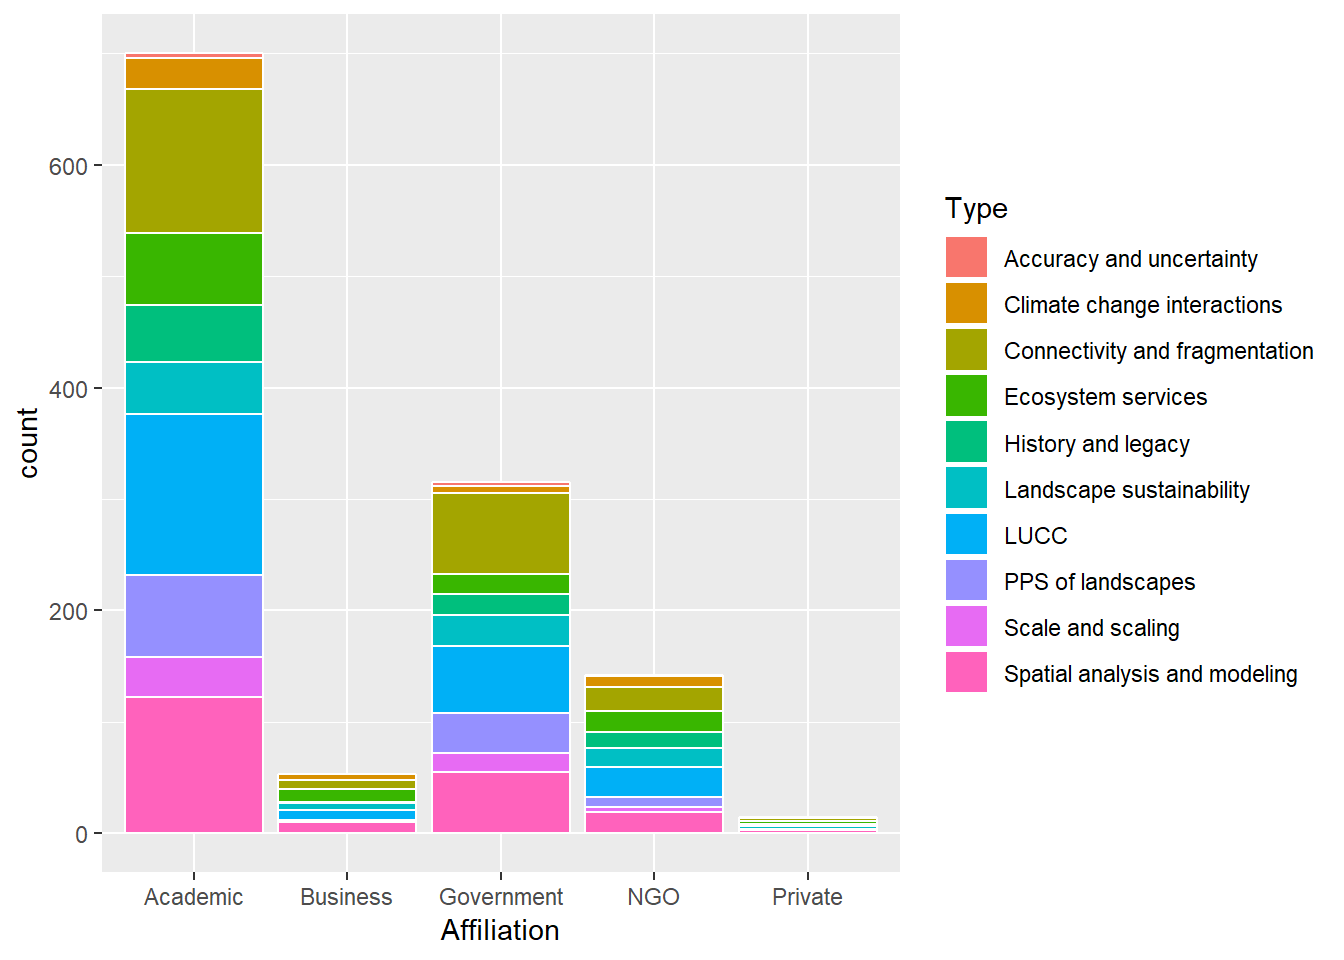 600
400
200
0
count
Academic
Business
Government
NGO
Private
Affiliation
Type
Accuracy and uncertainty
Climate change interactions
Connectivity and fragmentation
Ecosystem services
History and legacy
Landscape sustainability
LUCC
PPS of landscapes
Scale and scaling
Spatial analysis and modeling